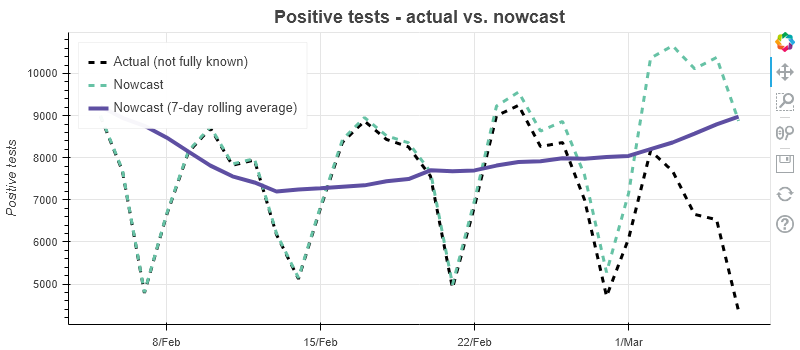 Positive tests - actual vs. nowcast
Actual (not fully known)
Nowcast
Nowcast (7-day rolling average)
Positive tests
10000
9000
8000
7000
6000
5000
8/Feb
15/Feb
22/Feb
1/Mar